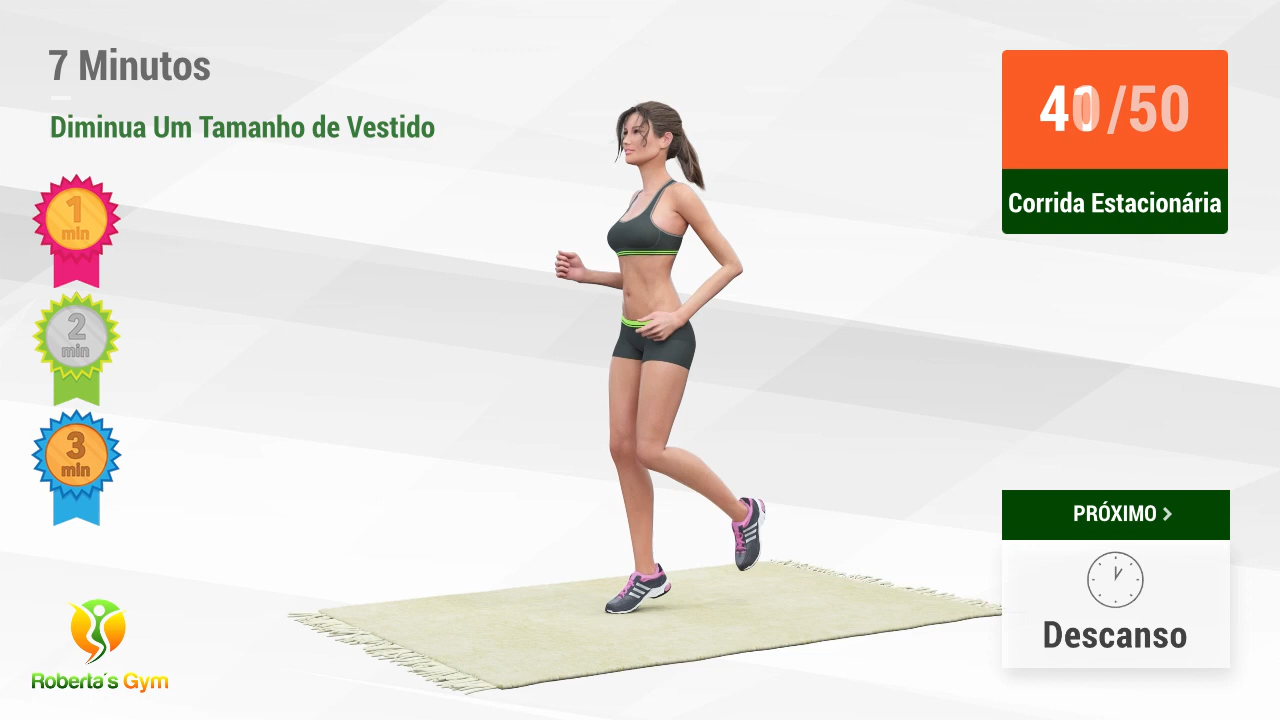 7 Minutos
Diminua Um Tamanho de Vestido
1
min
2
min
3
min
/50
Corrida Estacionária
PRÓXIMO >
Descanso
Roberta's Gym